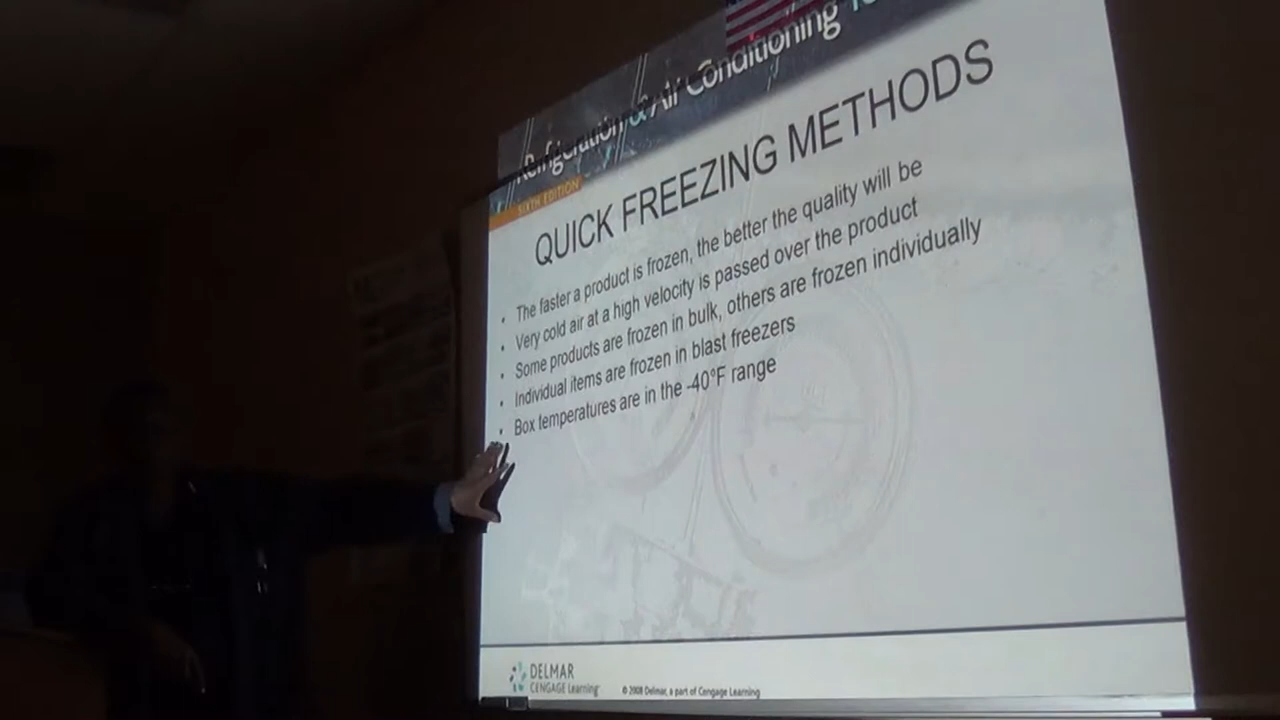 Refrigeration & Air Conditioning
SIXTH EDITION
QUICK FREEZING METHODS
• The faster a product is frozen, the better the quality will be
• Very cold air at a high velocity is passed over the product
• Some products are frozen in bulk, others are frozen individually
• Individual items are frozen in blast freezers
• Box temperatures are in the -40°F range
DELMAR
CENGAGE Learning
© 2008 Delmar, a part of Cengage Learning